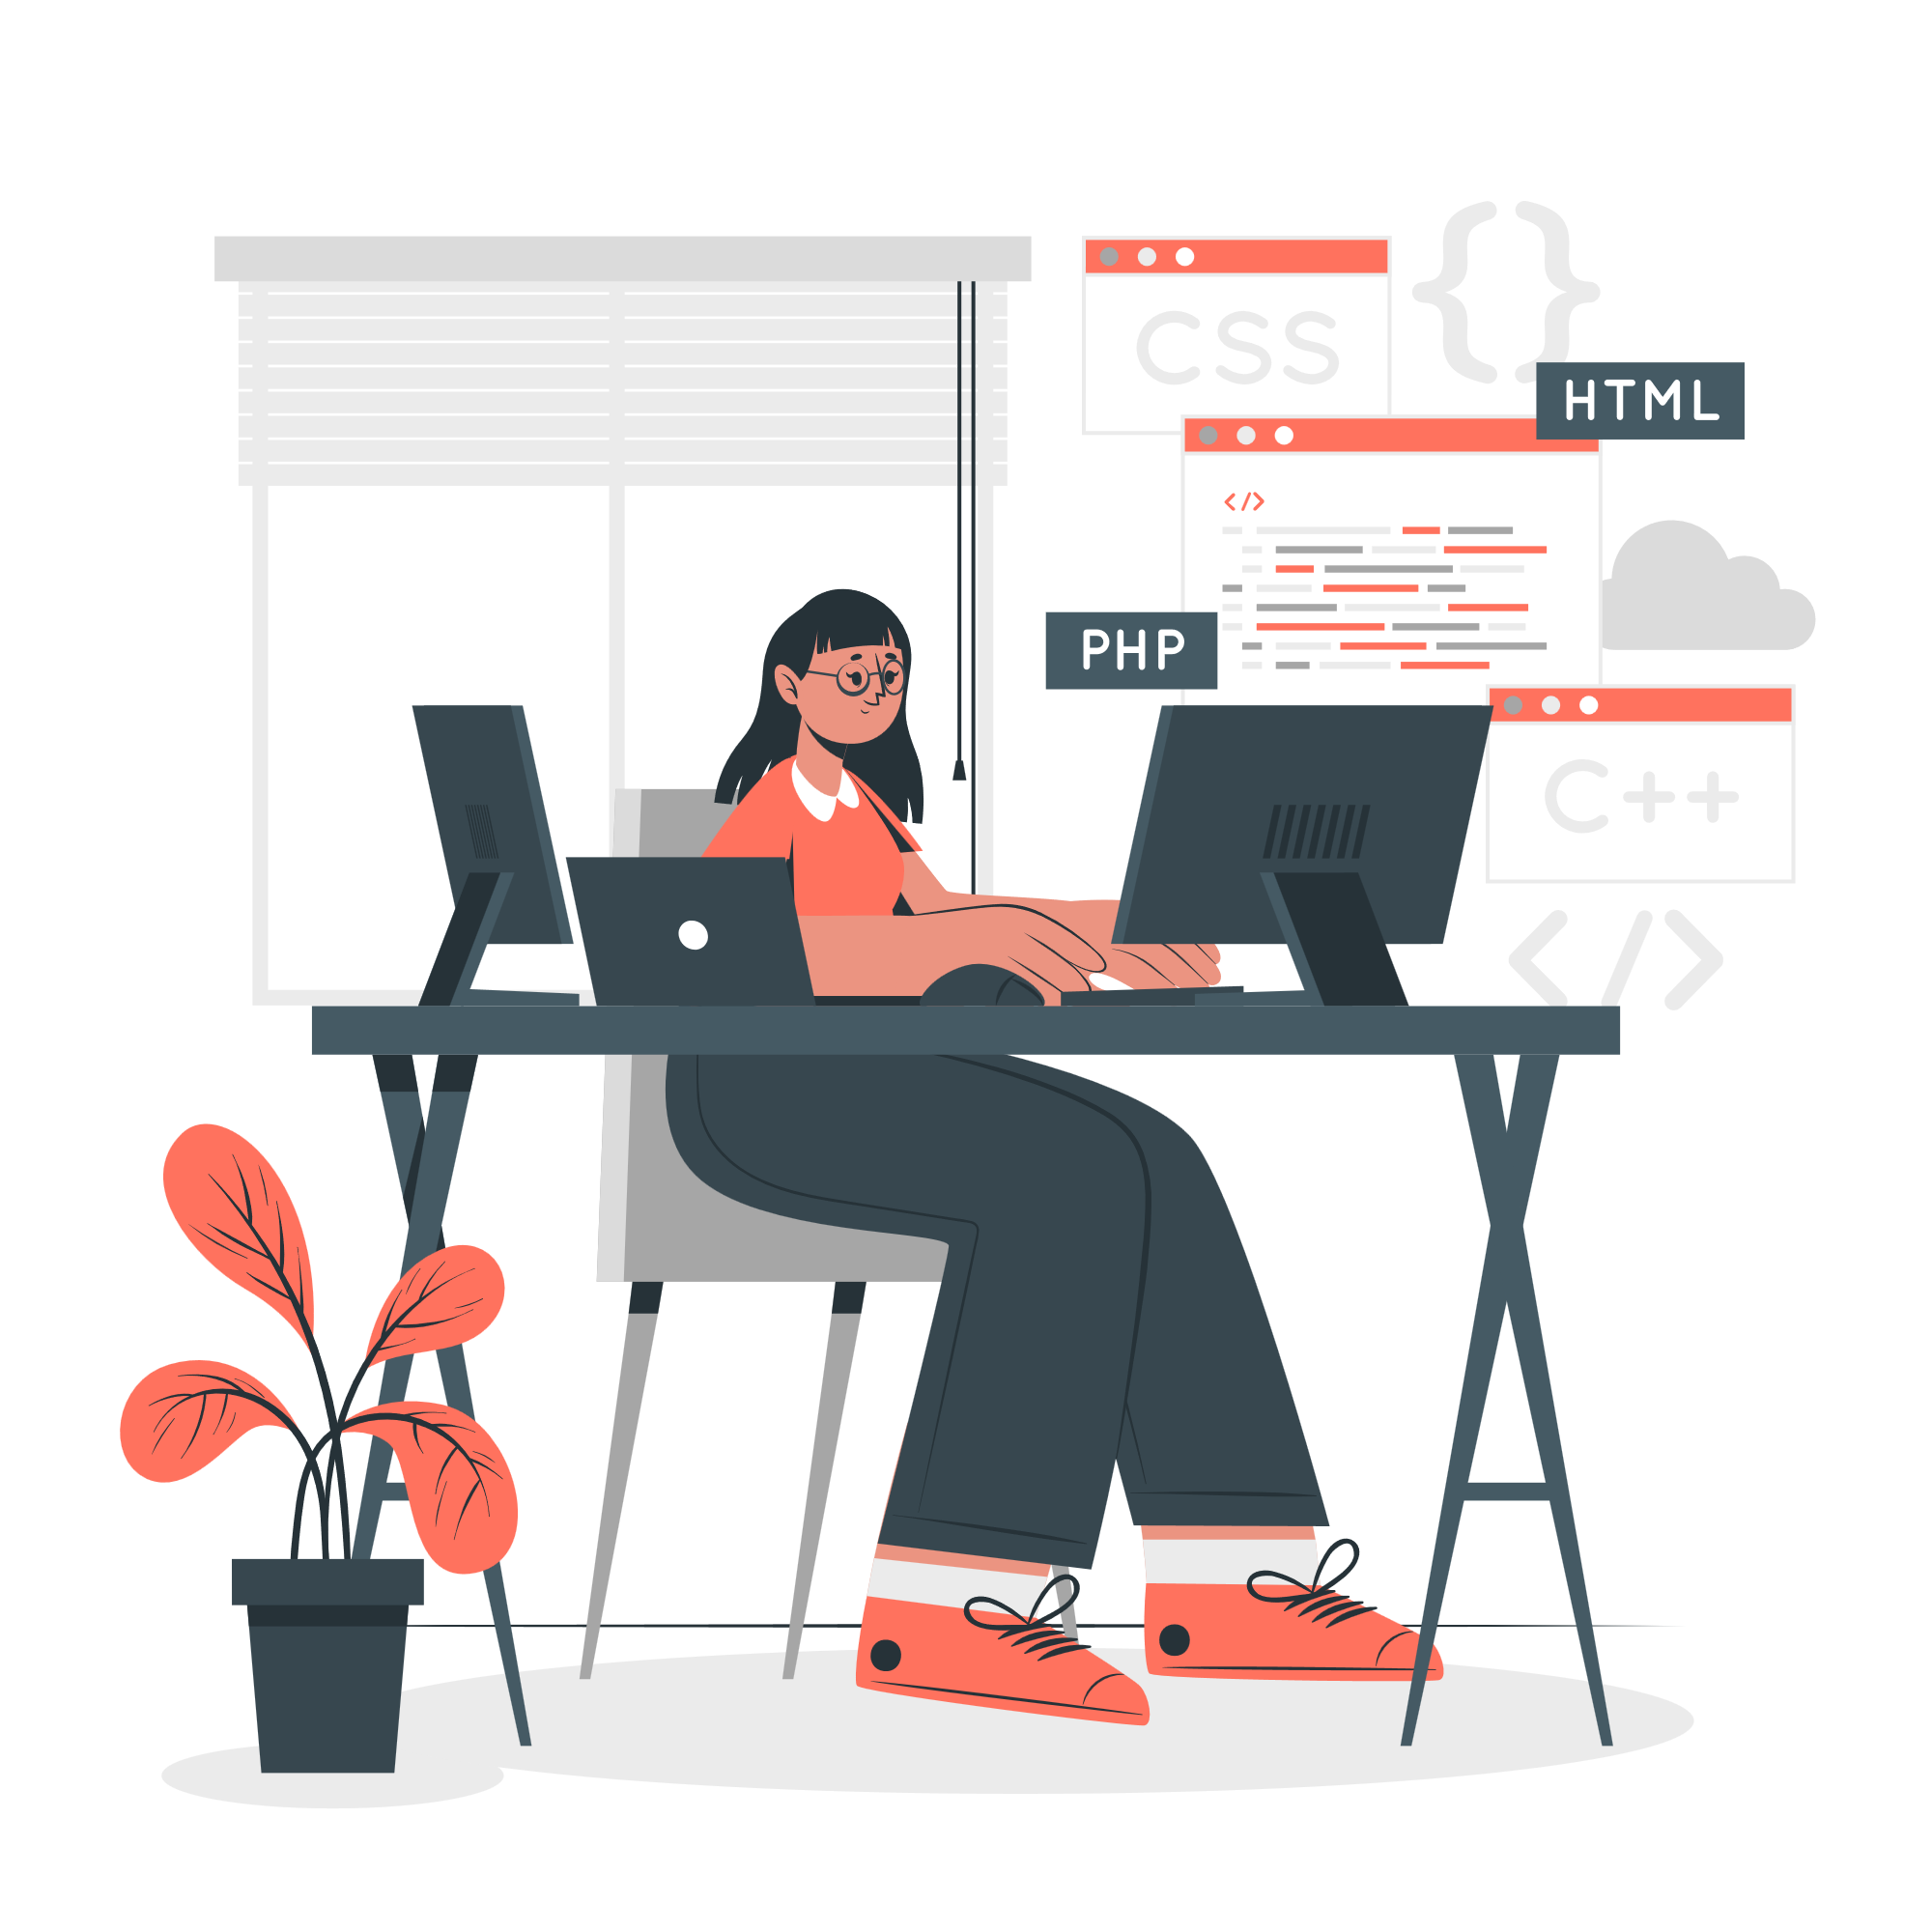 CSS
{ }
HTML
</>
PHP
C++
</>